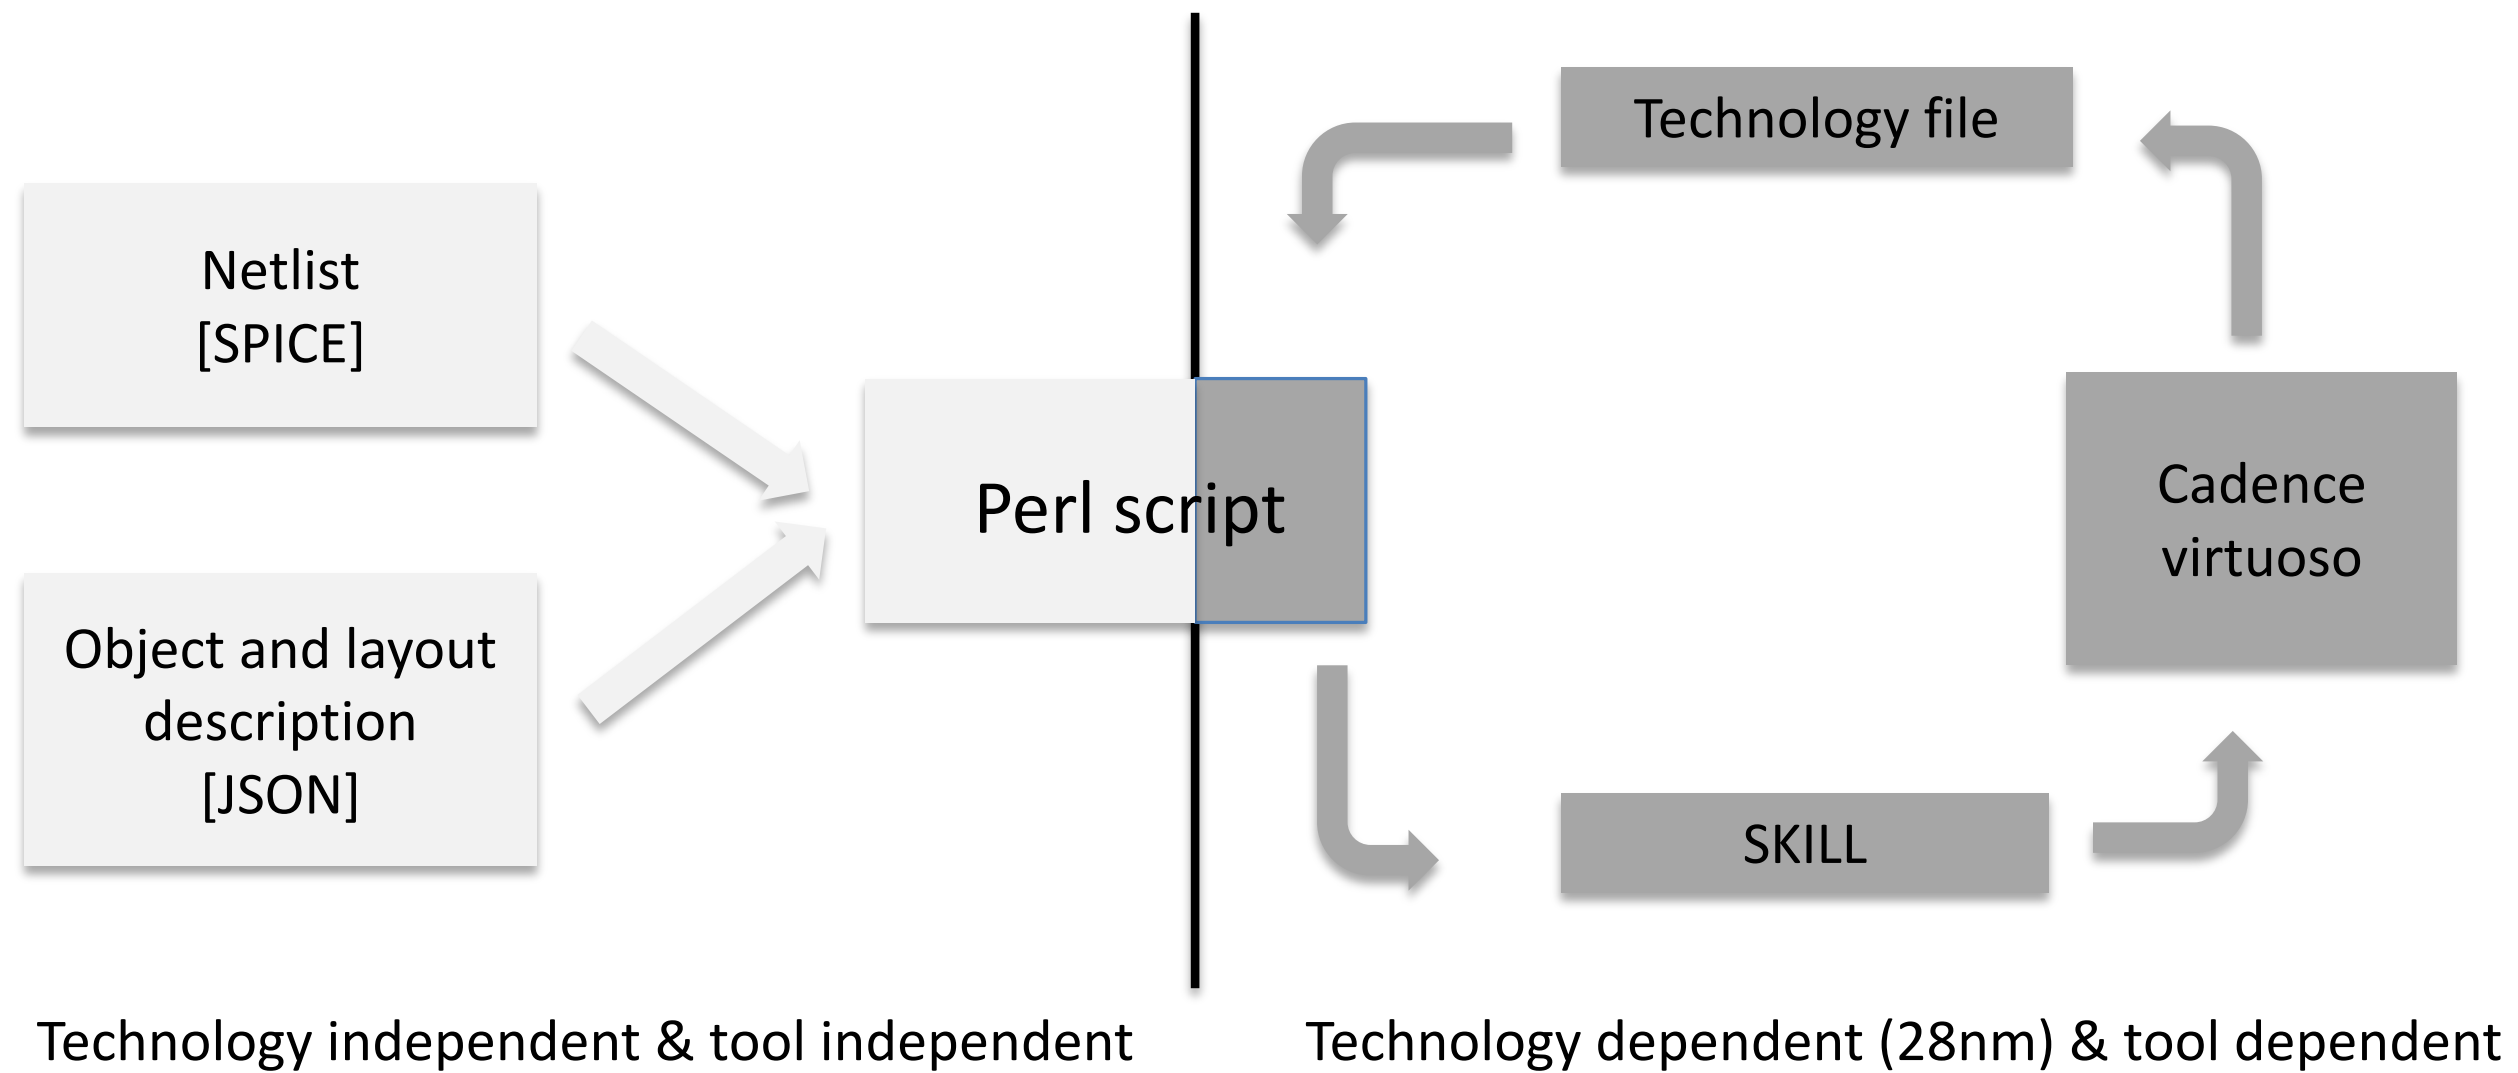 Technology file
Netlist
[SPICE]
Perl script
Cadence
virtuoso
Object and layout
description
[JSON]
SKILL
Technology independent & tool independent
Technology dependent (28nm) & tool dependent